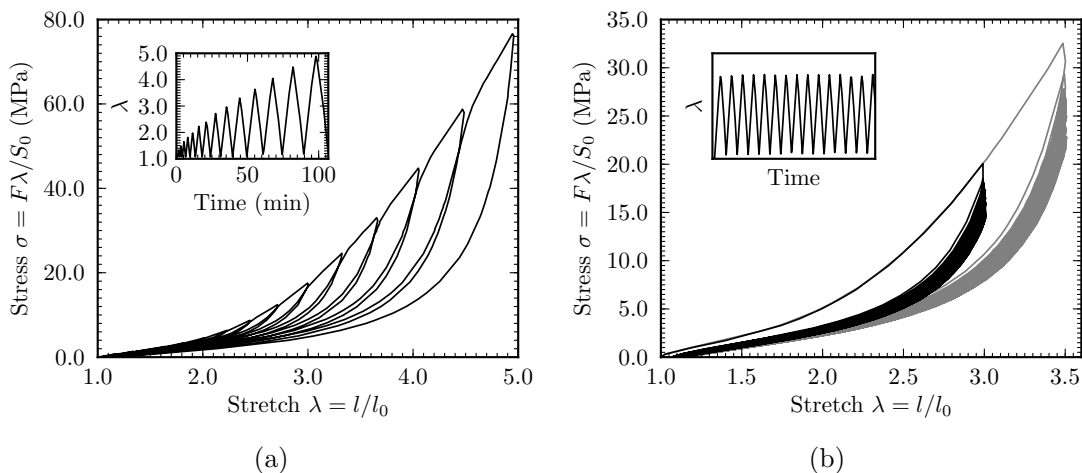 80.0
60.0
40.0
20.0
0.0
Stress σ = Fλ/S₀ (MPa)
1.0 2.0 3.0 4.0 5.0
Stretch λ = l/l₀
5.0
4.0
3.0
2.0
1.0
λ
0 50 100
Time (min)
(a)
35.0
30.0
25.0
20.0
15.0
10.0
5.0
0.0
Stress σ = Fλ/S₀ (MPa)
1.0 1.5 2.0 2.5 3.0 3.5
Stretch λ = l/l₀
λ
Time
(b)